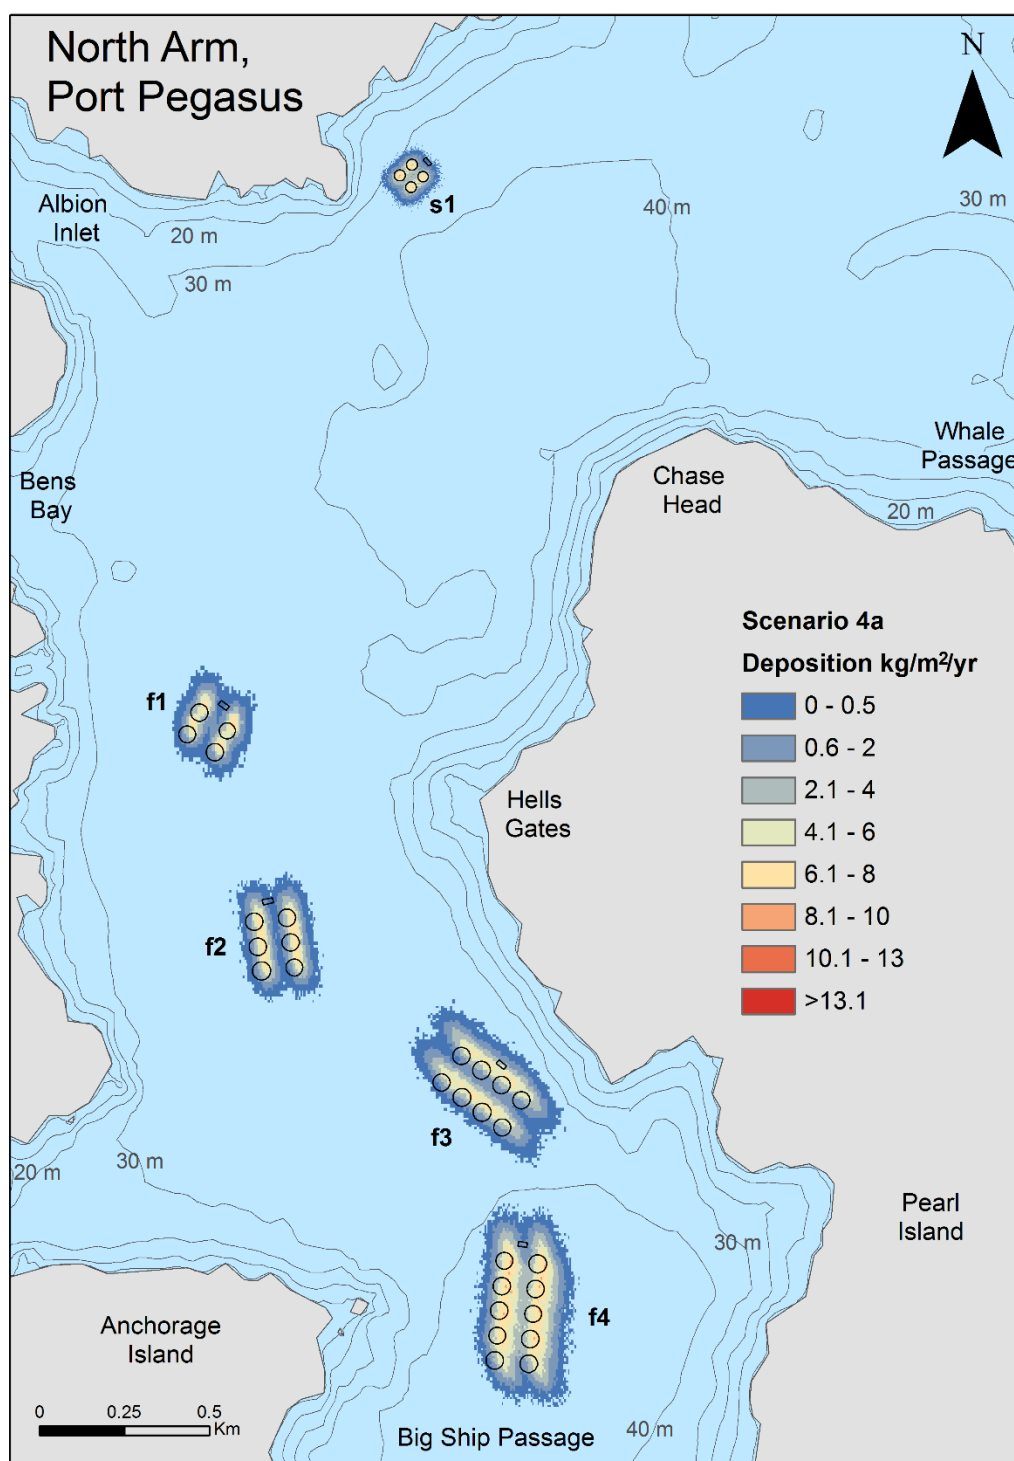 North Arm,
Port Pegasus
N
s1
Albion
Inlet
20 m
30 m
40 m
30 m
Whale
Passage
Chase
Head
20 m
Bens
Bay
Scenario 4a
Deposition kg/m²/yr
0 - 0.5
0.6 - 2
2.1 - 4
4.1 - 6
6.1 - 8
8.1 - 10
10.1 - 13
>13.1
f1
Hells
Gates
f2
f3
20 m
30 m
Pearl
Island
30 m
f4
Anchorage
Island
0 0.25 0.5
Km
Big Ship Passage
40 m